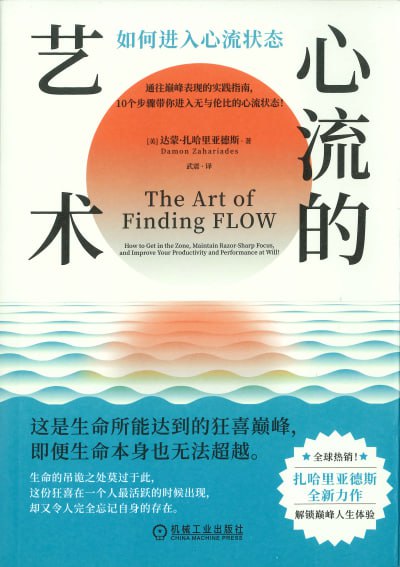 心流的
艺术
如何进入心流状态
通往巅峰表现的实践指南,
10个步骤带你进入无与伦比的心流状态!
[美] 达蒙·扎哈里亚德斯·著
Damon Zahariades
武震·译
The Art of
Finding FLOW
How to Get in the Zone, Maintain Razor-Sharp Focus,
and Improve Your Productivity and Performance at Will!
这是生命所能达到的狂喜巅峰,
即便生命本身也无法超越。
生命的吊诡之处莫过于此,
这份狂喜在一个人最活跃的时候出现,
却又令人完全忘记自身的存在。
全球热销!
扎哈里亚德斯
全新力作
解锁巅峰人生体验
机械工业出版社
CHINA MACHINE PRESS